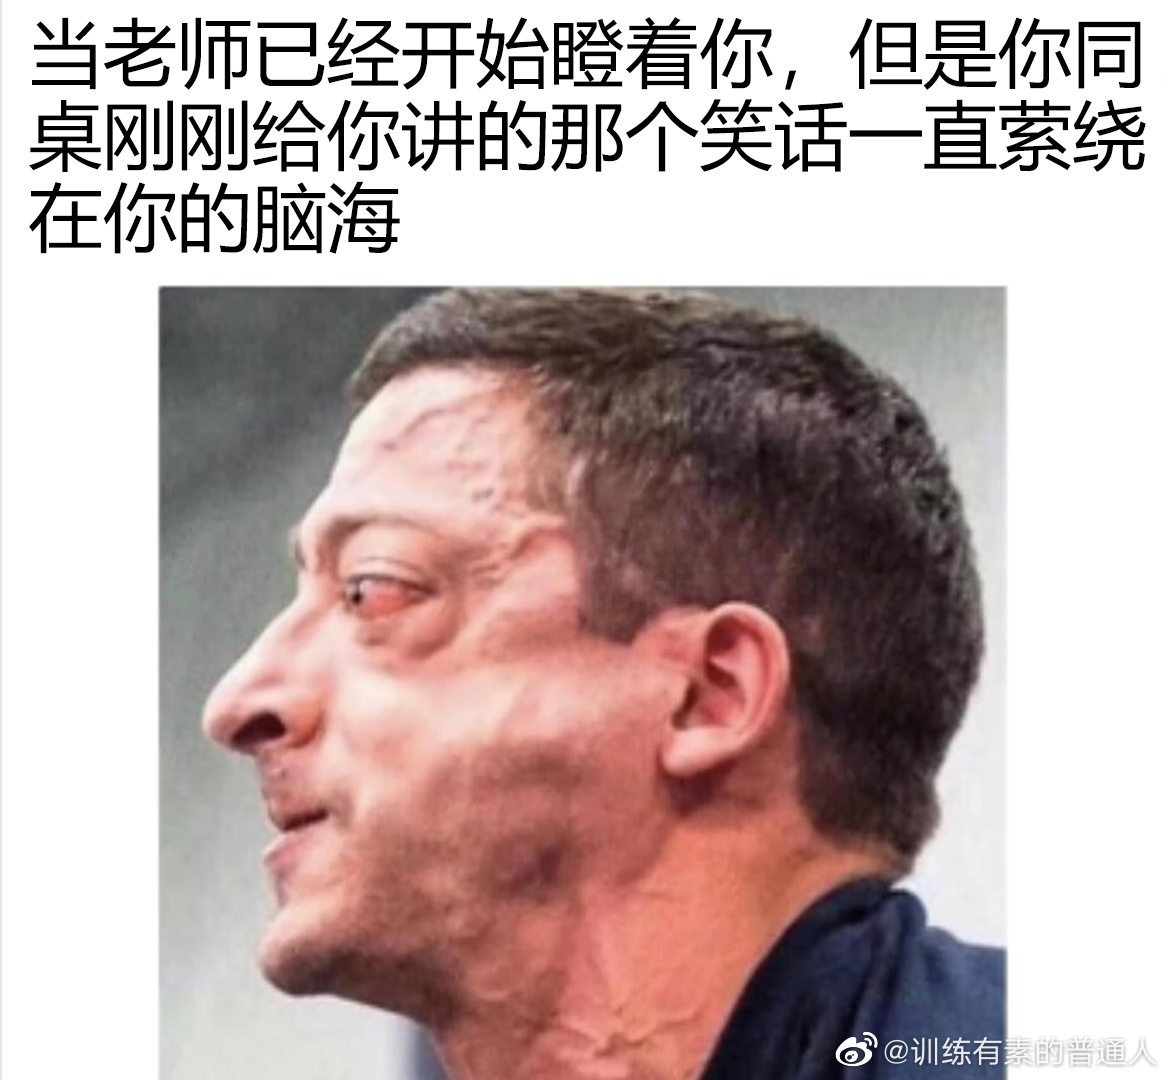 当老师已经开始瞪着你，但是你同
桌刚刚给你讲的那个笑话一直萦绕
在你的脑海
@训练有素的普通人